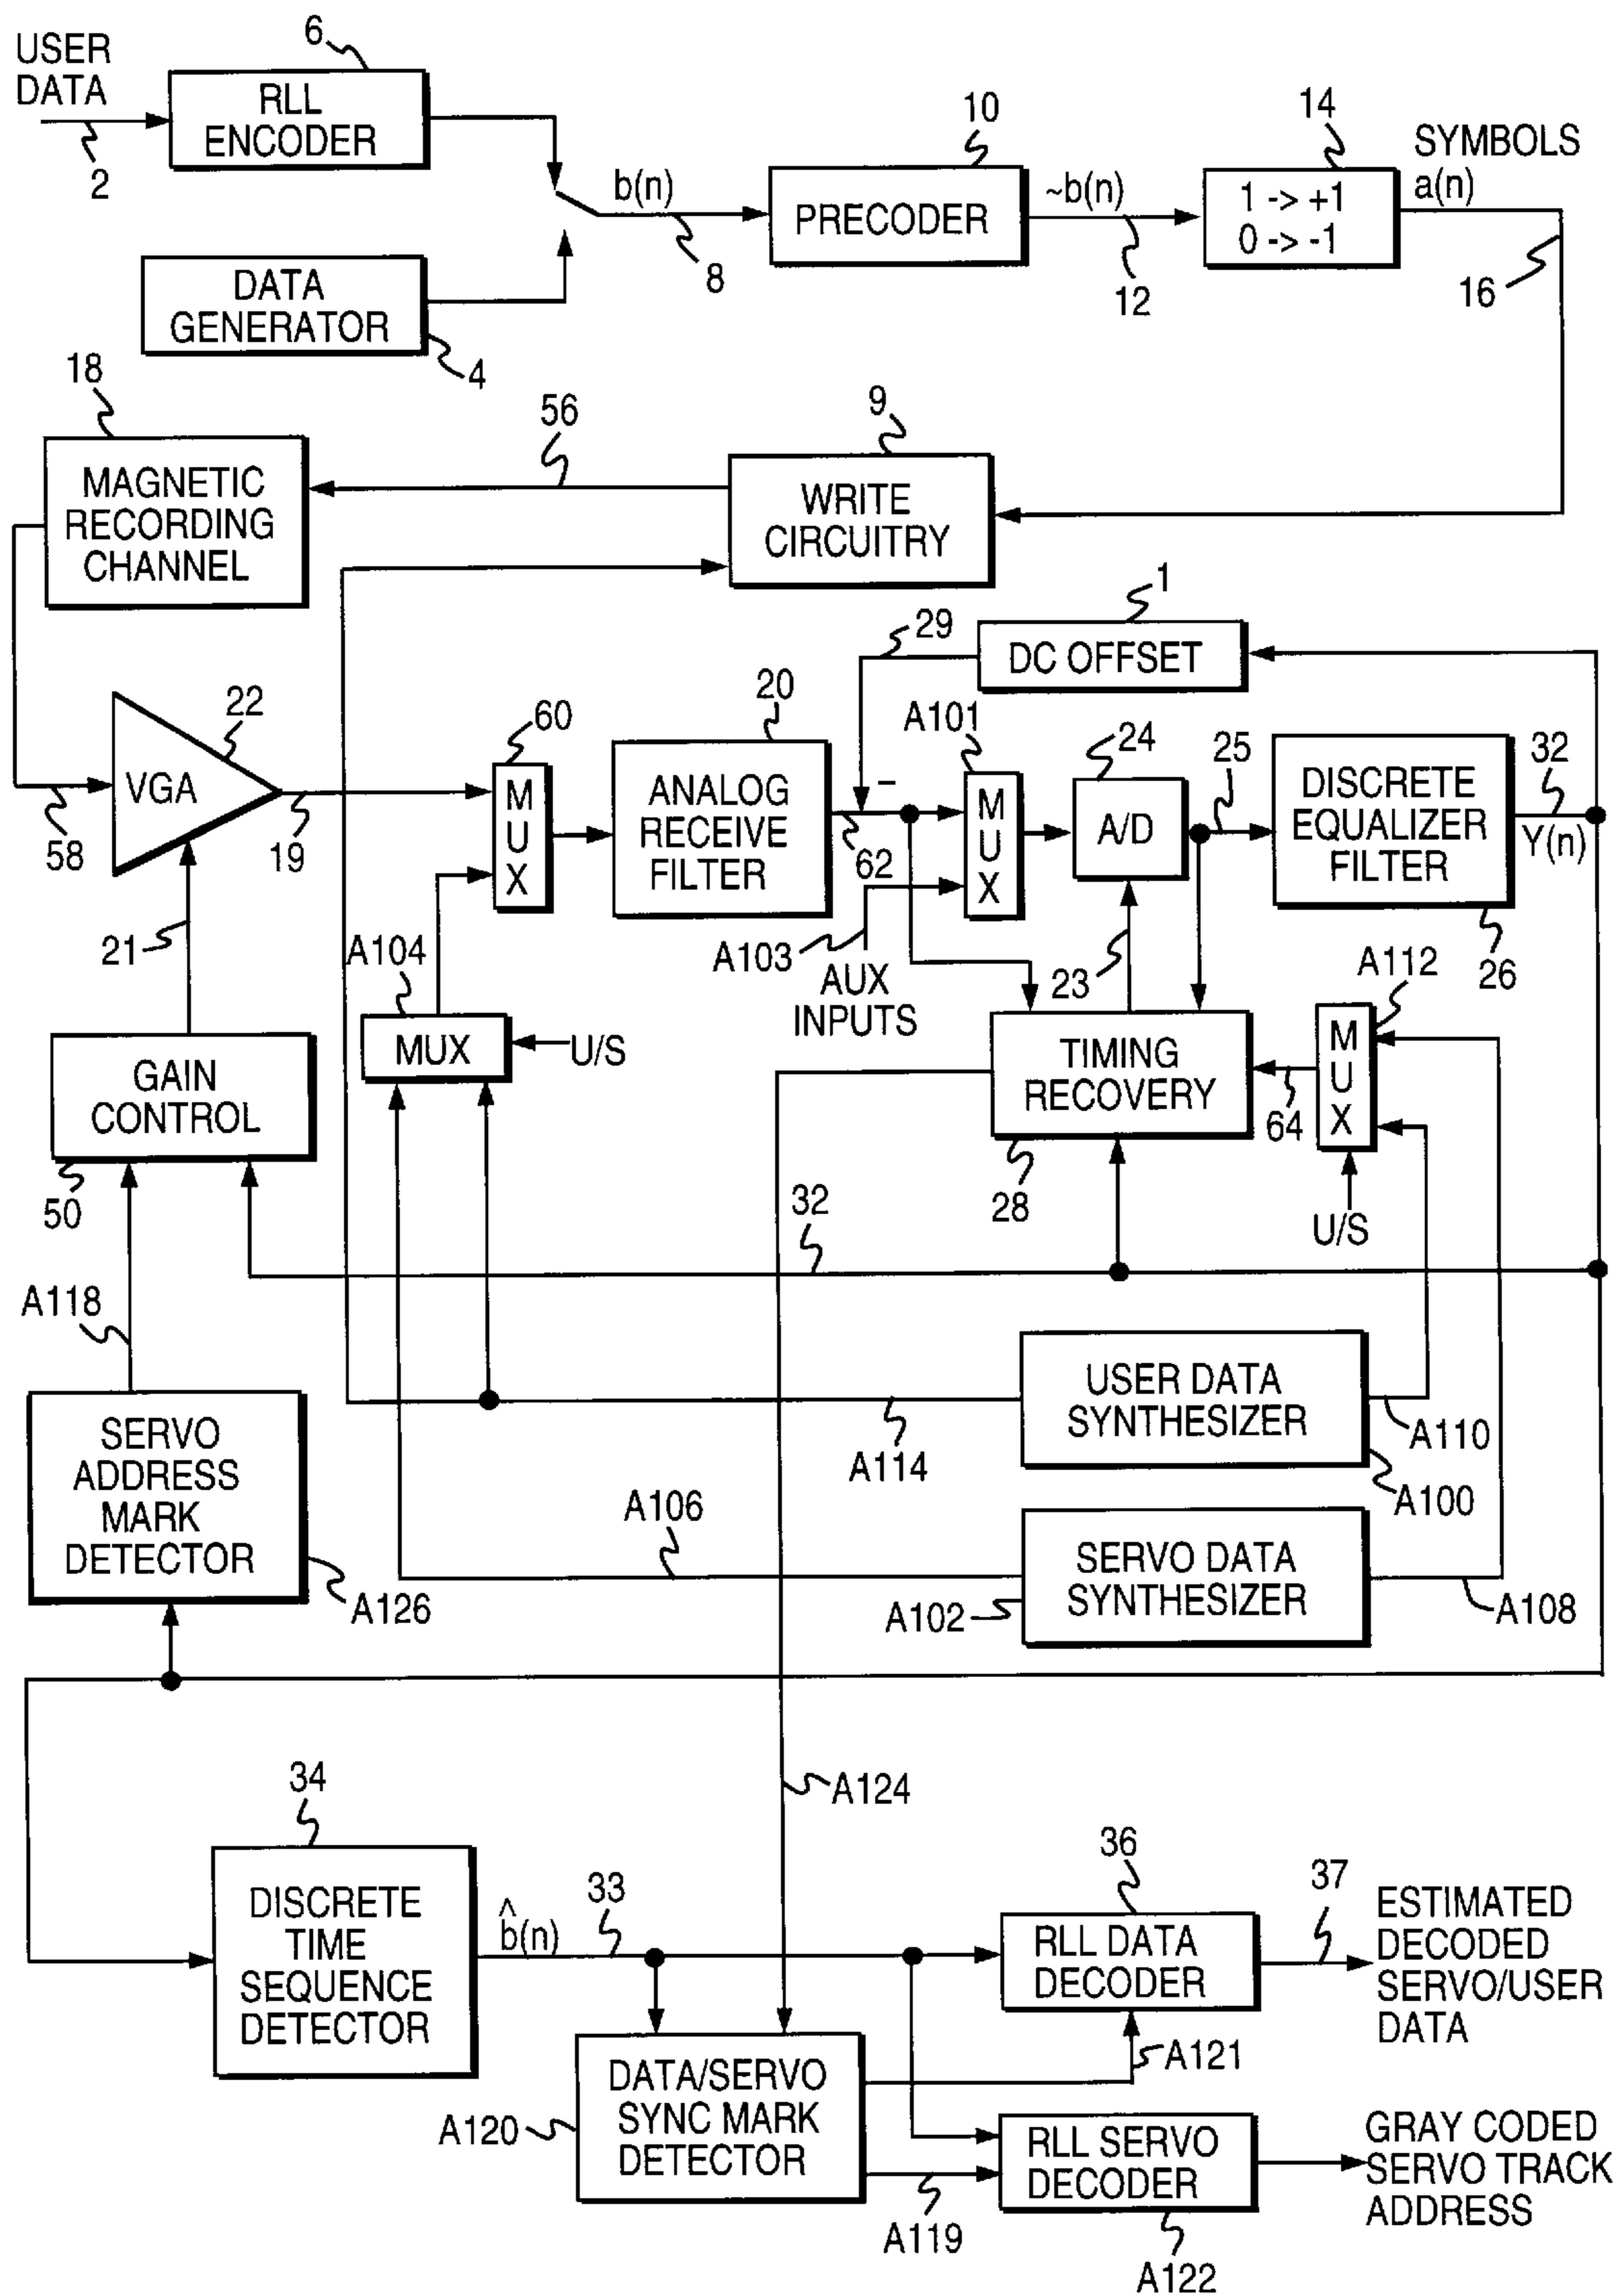 USER
DATA
2
6
RLL
ENCODER
DATA
GENERATOR
4
b(n)
8
10
PRECODER
~b(n)
12
14
1 -> +1
0 -> -1
SYMBOLS
a(n)
16
18
MAGNETIC
RECORDING
CHANNEL
56
9
WRITE
CIRCUITRY
1
DC OFFSET
29
22
VGA
58
19
21
60
MUX
20
ANALOG
RECEIVE
FILTER
62
−
A101
MUX
A103
AUX
INPUTS
24
A/D
23
25
DISCRETE
EQUALIZER
FILTER
26
32
Y(n)
A104
MUX
U/S
GAIN
CONTROL
50
TIMING
RECOVERY
28
64
A112
MUX
U/S
32
A118
SERVO
ADDRESS
MARK
DETECTOR
A126
USER DATA
SYNTHESIZER
A110
A100
A114
A106
SERVO DATA
SYNTHESIZER
A102
A108
A124
34
DISCRETE
TIME
SEQUENCE
DETECTOR
b̂(n)
33
36
RLL DATA
DECODER
37
ESTIMATED
DECODED
SERVO/USER
DATA
DATA/SERVO
SYNC MARK
DETECTOR
A120
A121
A119
RLL SERVO
DECODER
A122
GRAY CODED
SERVO TRACK
ADDRESS